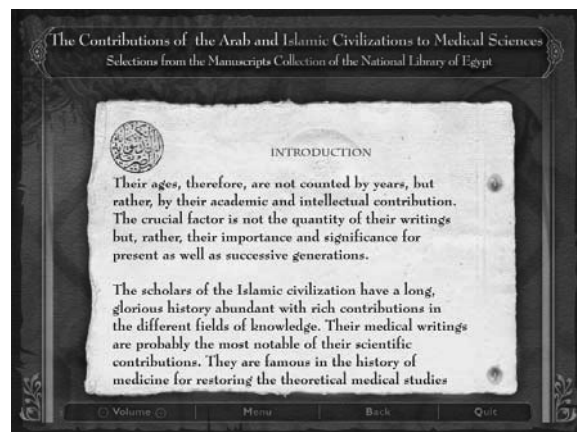 The Contributions of the Arab and Islamic Civilizations to Medical Sciences
Selections from the Manuscripts Collection of the National Library of Egypt
INTRODUCTION
Their ages, therefore, are not counted by years, but
rather, by their academic and intellectual contribution.
The crucial factor is not the quantity of their writings
but, rather, their importance and significance for
present as well as successive generations.
The scholars of the Islamic civilization have a long,
glorious history abundant with rich contributions in
the different fields of knowledge. Their medical writings
are probably the most notable of their scientific
contributions. They are famous in the history of
medicine for restoring the theoretical medical studies
Volume Menu Back Quit